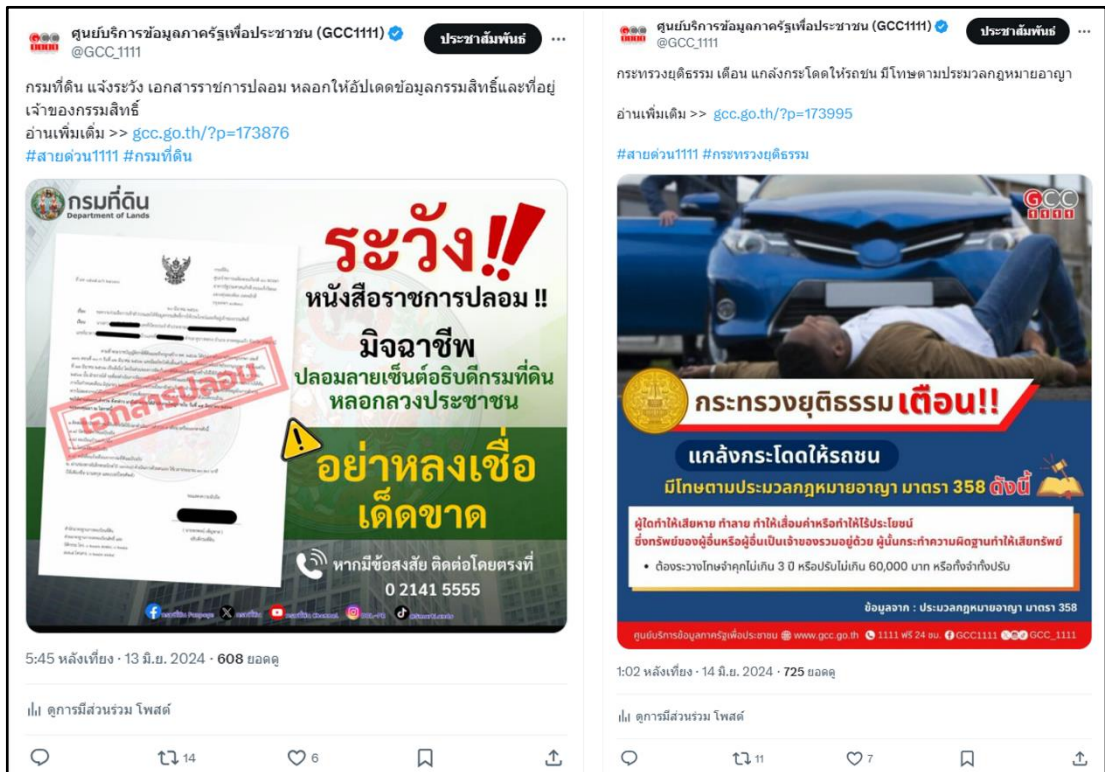 ศูนย์บริการข้อมูลภาครัฐเพื่อประชาชน (GCC1111)
@GCC_1111
ประชาสัมพันธ์
กรมที่ดิน แจ้งระวัง เอกสารราชการปลอม หลอกให้อัปเดตข้อมูลกรรมสิทธิ์และที่อยู่
เจ้าของกรรมสิทธิ์
อ่านเพิ่มเติม >> gcc.go.th/?p=173876
#สายด่วน1111 #กรมที่ดิน
กรมที่ดิน
Department of Lands
ระวัง!!
หนังสือราชการปลอม !!
มิจฉาชีพ
ปลอมลายเซ็นต์อธิบดีกรมที่ดิน
หลอกลวงประชาชน
เอกสารปลอม
อย่าหลงเชื่อ
เด็ดขาด
หากมีข้อสงสัย ติดต่อโดยตรงที่
0 2141 5555
5:45 หลังเที่ยง · 13 มิ.ย. 2024 · 608 ยอดดู
ดูการมีส่วนร่วม โพสต์
14
6
ศูนย์บริการข้อมูลภาครัฐเพื่อประชาชน (GCC1111)
@GCC_1111
ประชาสัมพันธ์
กระทรวงยุติธรรม เตือน แกล้งกระโดดให้รถชน มีโทษตามประมวลกฎหมายอาญา
อ่านเพิ่มเติม >> gcc.go.th/?p=173995
#สายด่วน1111 #กระทรวงยุติธรรม
GCC
1111
กระทรวงยุติธรรม เตือน!!
แกล้งกระโดดให้รถชน
มีโทษตามประมวลกฎหมายอาญา มาตรา 358 ดังนี้
ผู้ใดทำให้เสียหาย ทำลาย ทำให้เสื่อมค่าหรือทำให้ไร้ประโยชน์
ซึ่งทรัพย์ของผู้อื่นหรือผู้อื่นเป็นเจ้าของรวมอยู่ด้วย ผู้นั้นกระทำความผิดฐานทำให้เสียทรัพย์
• ต้องระวางโทษจำคุกไม่เกิน 3 ปี หรือปรับไม่เกิน 60,000 บาท หรือทั้งจำทั้งปรับ
ข้อมูลจาก : ประมวลกฎหมายอาญา มาตรา 358
ศูนย์บริการข้อมูลภาครัฐเพื่อประชาชน www.gcc.go.th 1111 ฟรี 24 ชม. GCC1111 GCC_1111
1:02 หลังเที่ยง · 14 มิ.ย. 2024 · 725 ยอดดู
ดูการมีส่วนร่วม โพสต์
11
7